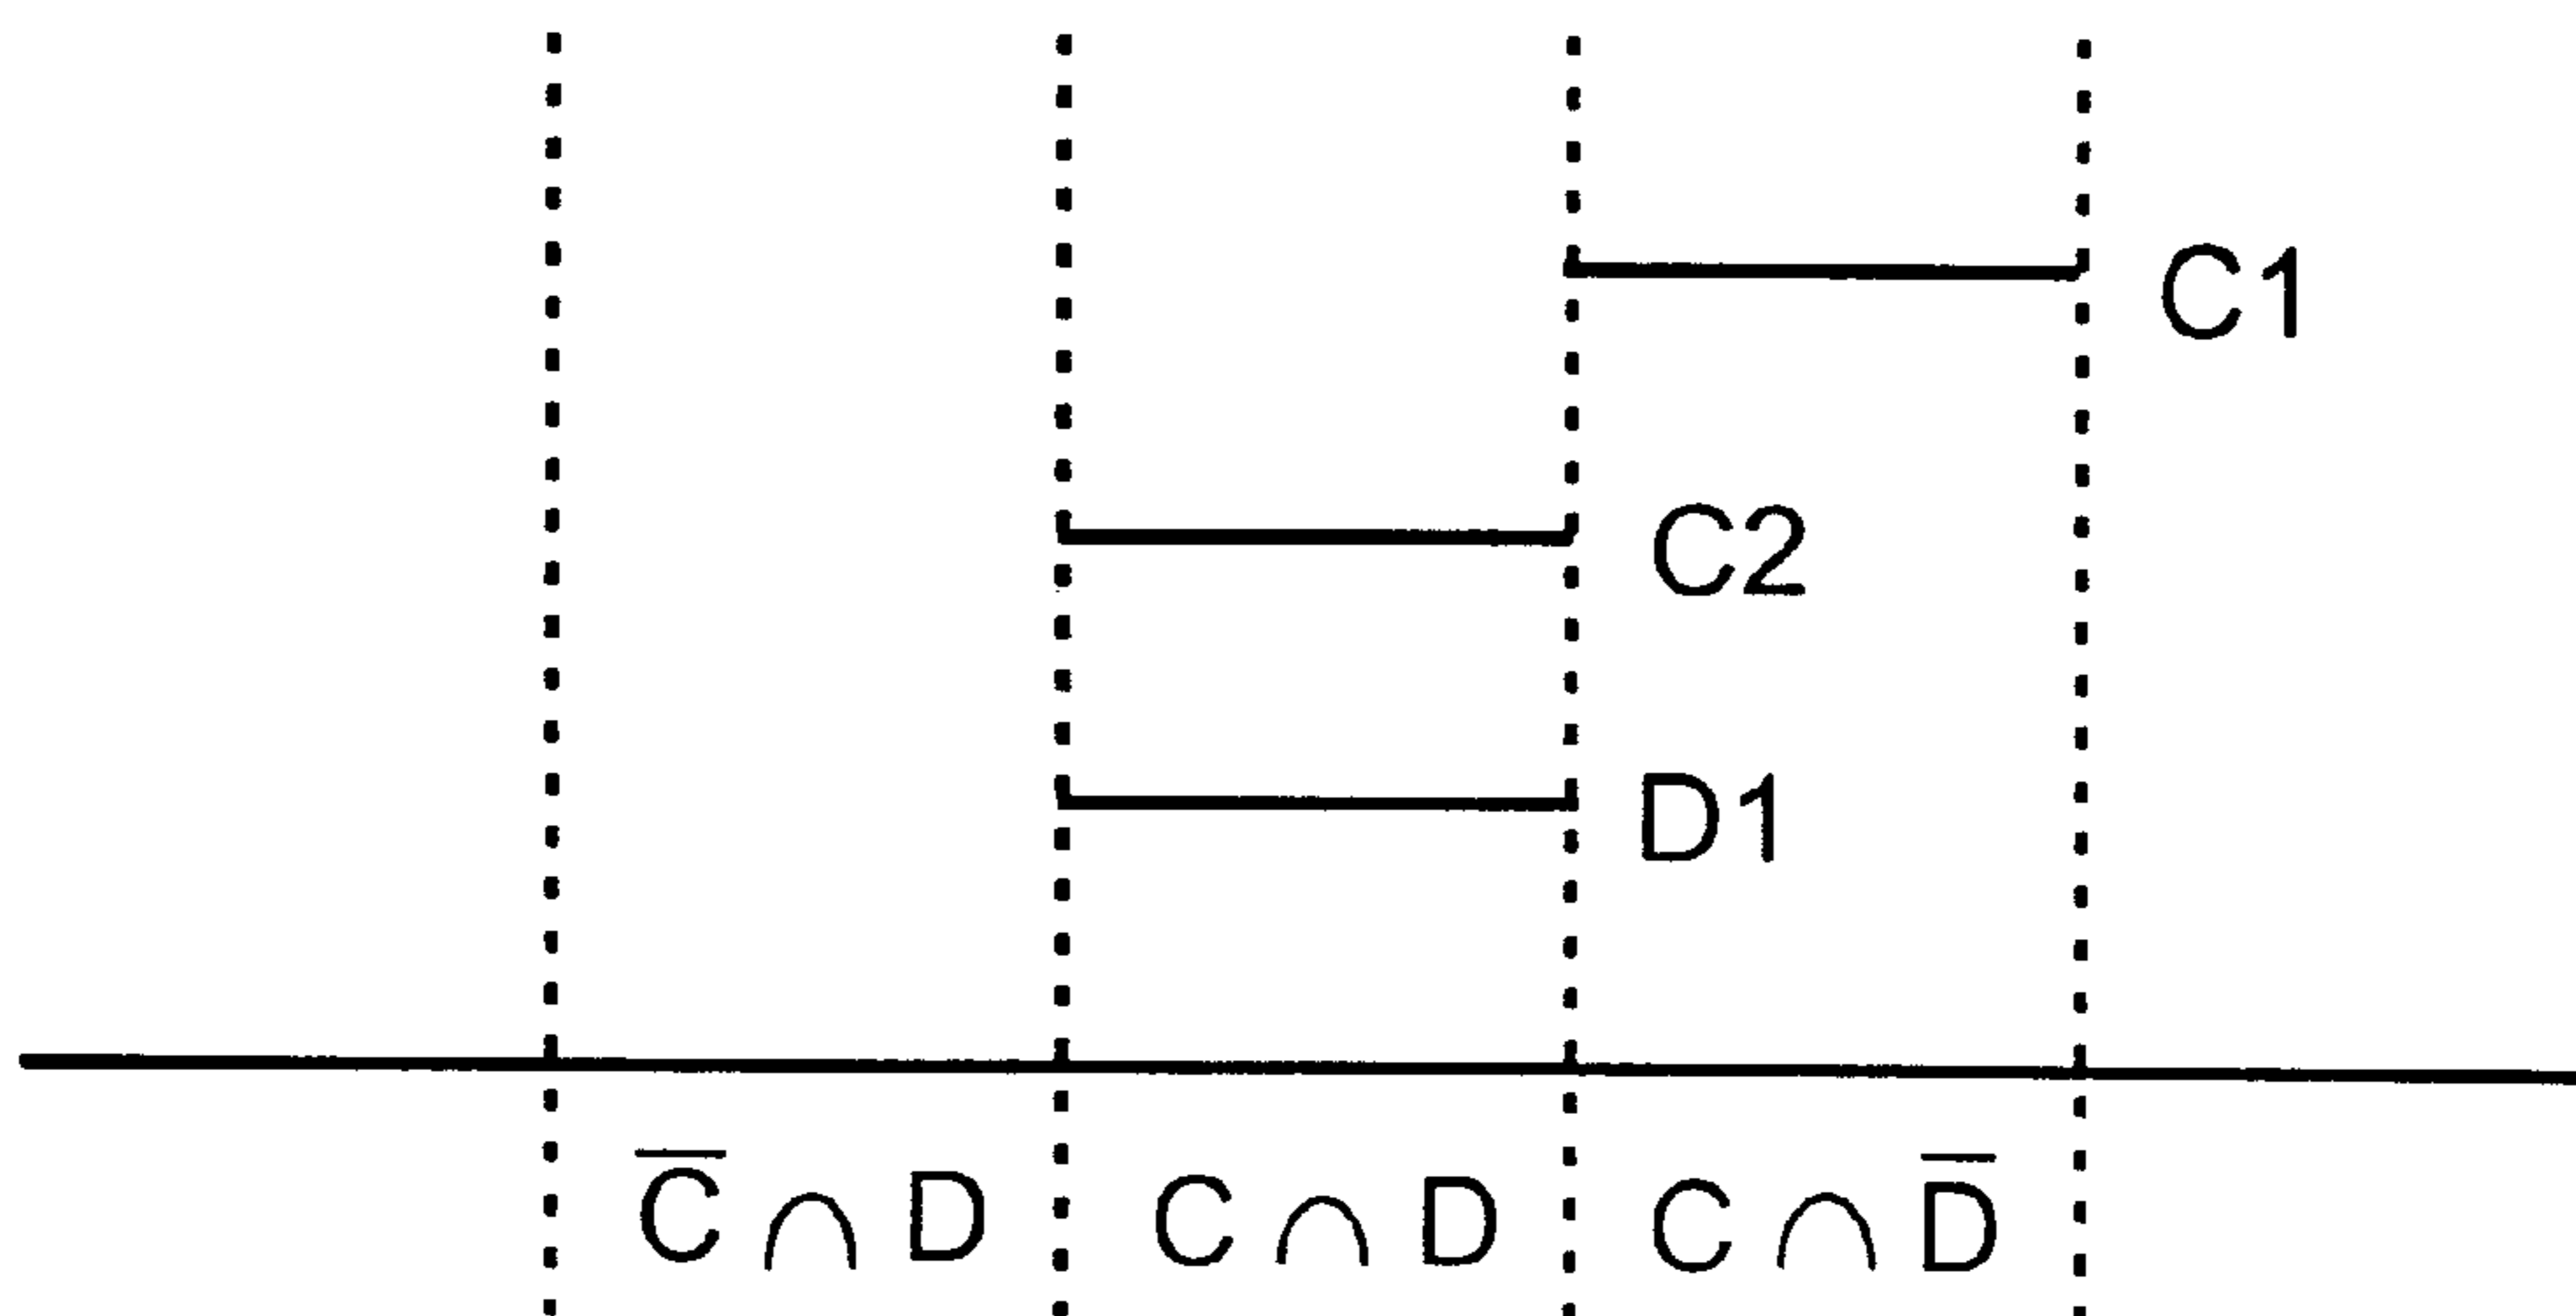 C1
C2
D1
C̅ ∩ D
C ∩ D
C ∩ D̅